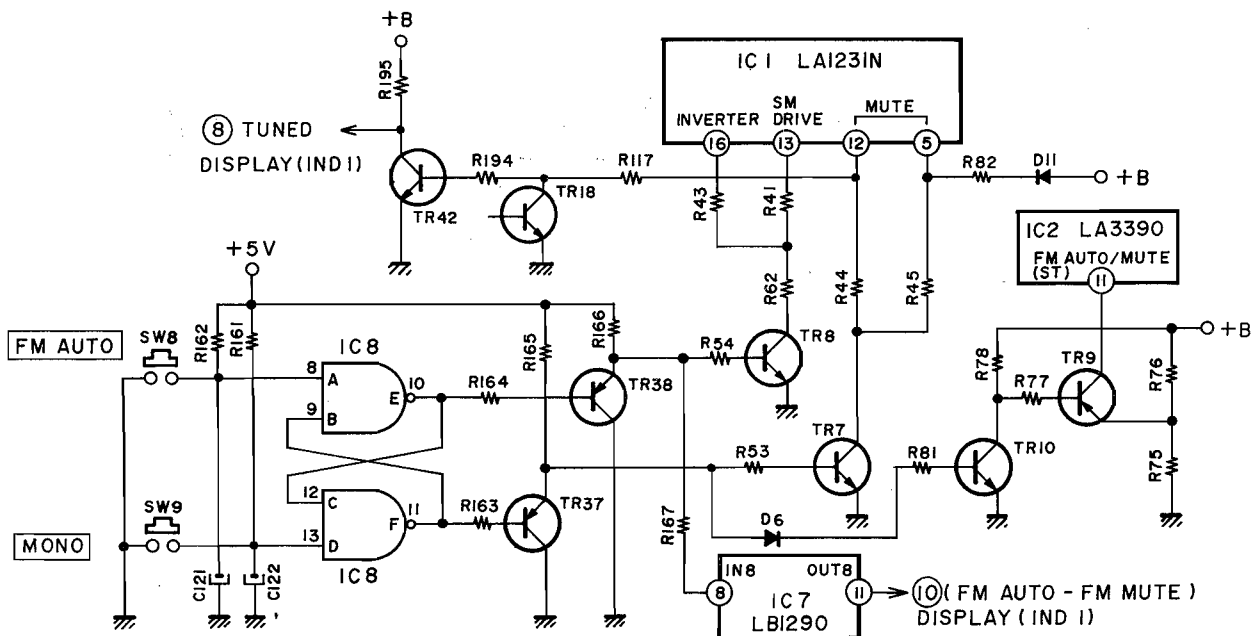 +B
R195
⑧ TUNED
DISPLAY (IND 1)
TR42
R194
TR18
R117
IC1 LA1231N
INVERTER
SM
DRIVE
MUTE
16
13
12
5
R43
R41
R82
D11
+B
IC2 LA3390
FM AUTO/MUTE
(ST)
11
R62
R44
R45
+5V
FM AUTO
SW8
R162
R161
IC8
8
A
9
B
E
10
R164
R165
R166
TR38
R54
TR8
R78
R77
TR9
R76
+B
R75
MONO
SW9
12
C
13
D
F
11
IC8
R163
TR37
R53
TR7
R81
TR10
D6
R167
C121
C122
IN8
OUT8
8
11
IC7
LB1290
⑩ (FM AUTO - FM MUTE)
DISPLAY (IND 1)